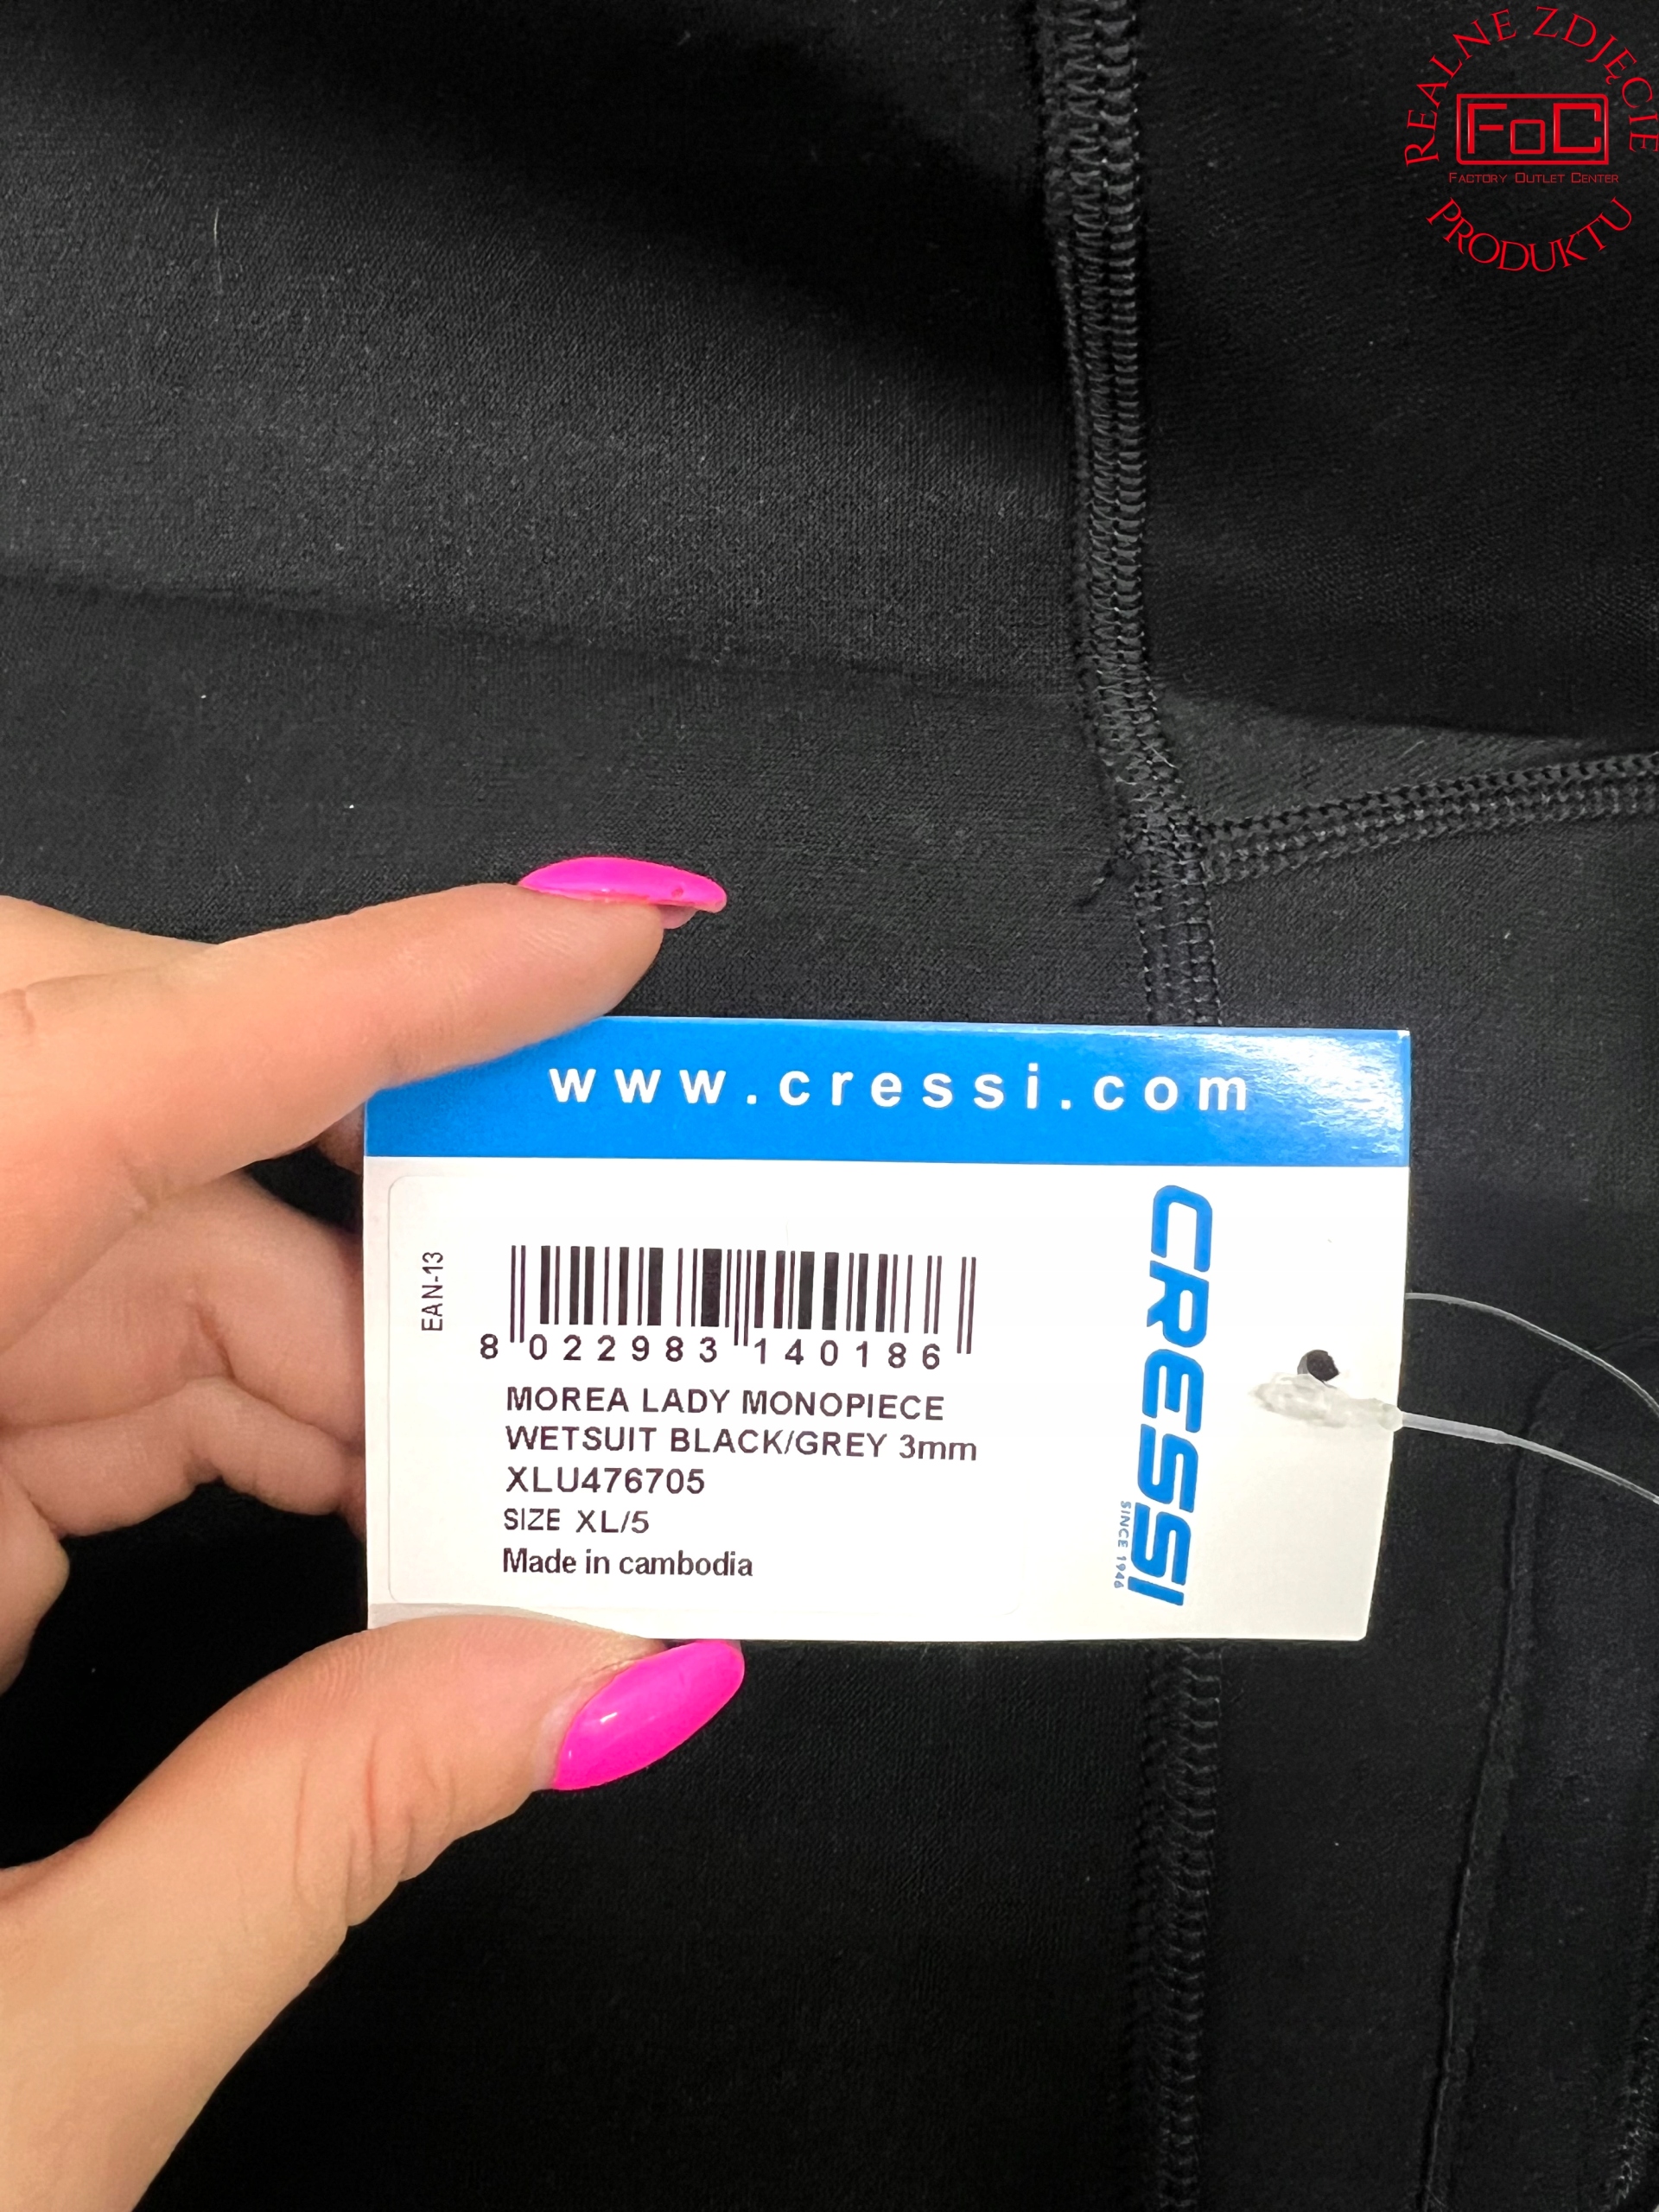 REALNE ZDJĘCIE
FoC
FACTORY OUTLET CENTER
PRODUKTU
www.cressi.com
EAN-13
8 022983 140186
MOREA LADY MONOPIECE
WETSUIT BLACK/GREY 3mm
XLU476705
SIZE XL/5
Made in cambodia
CRESSI
SINCE 1946